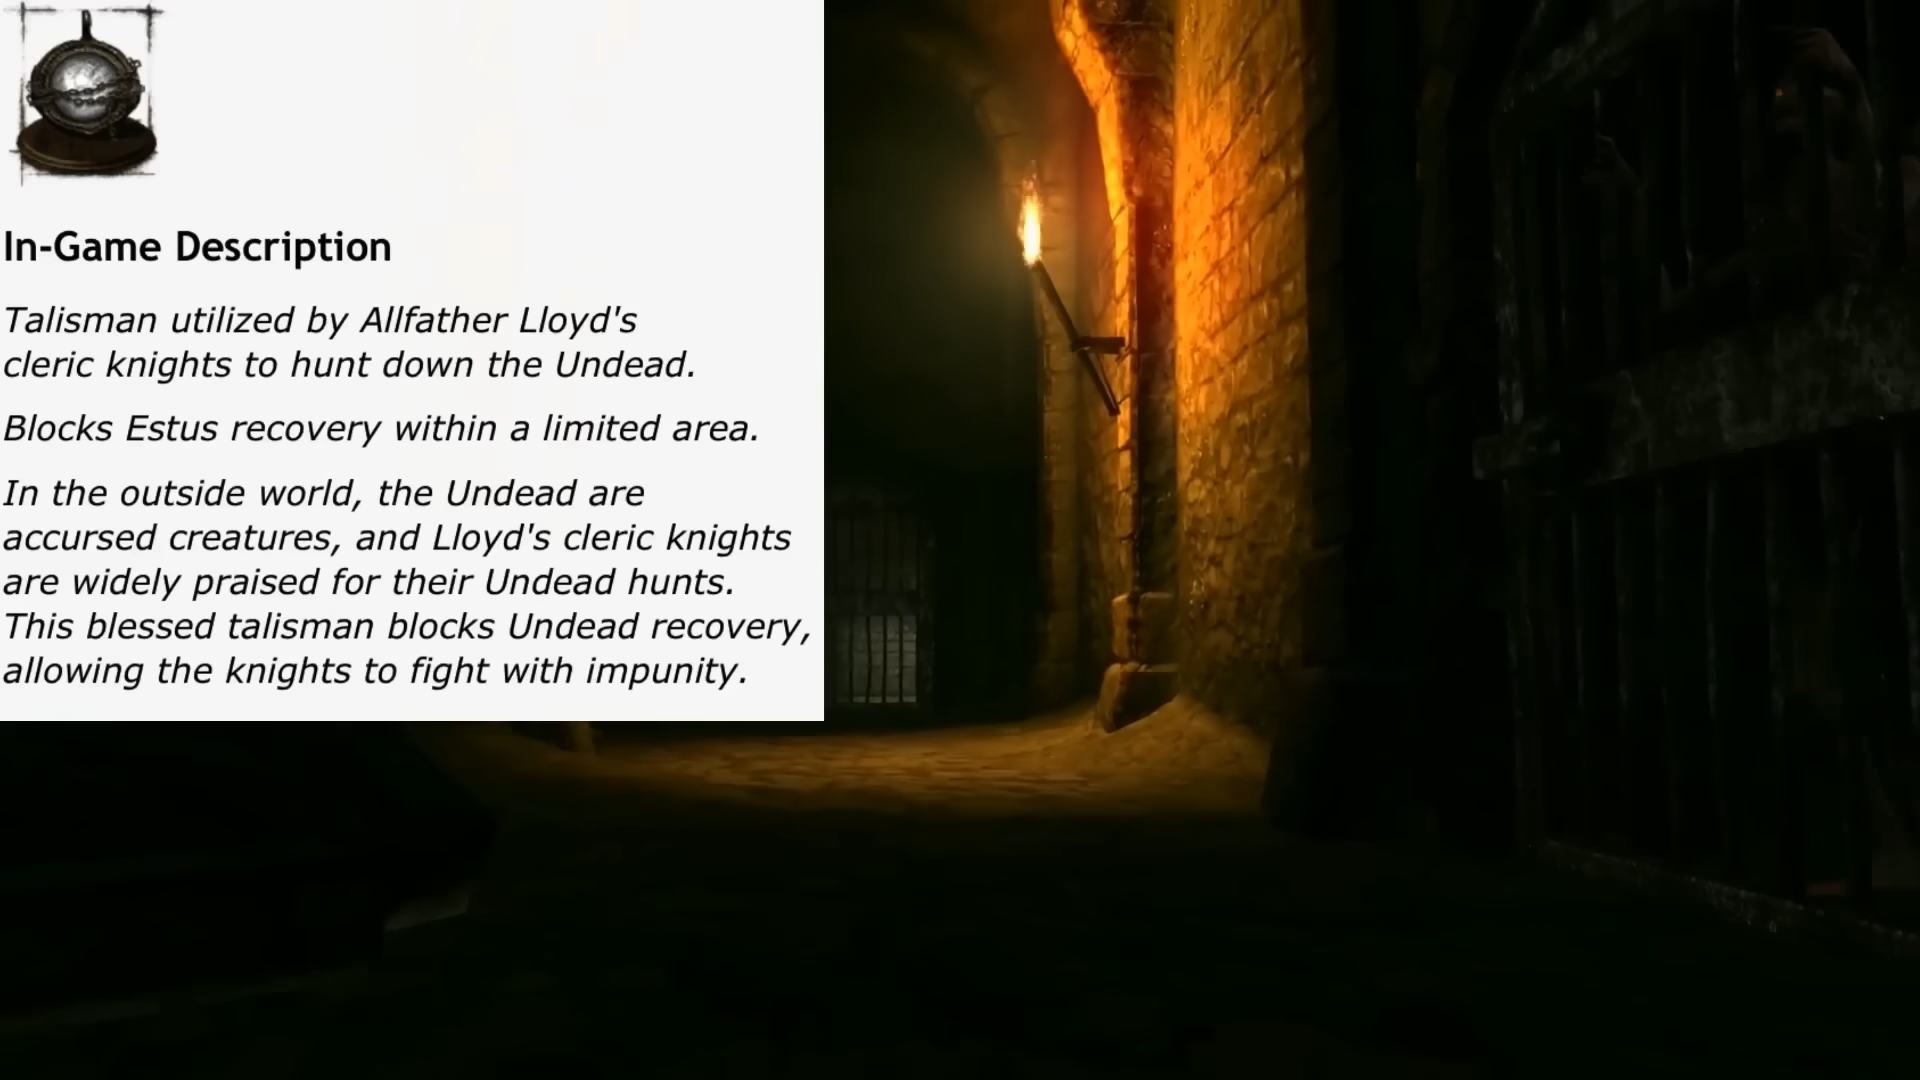 In-Game Description
Talisman utilized by Allfather Lloyd's
cleric knights to hunt down the Undead.
Blocks Estus recovery within a limited area.
In the outside world, the Undead are
accursed creatures, and Lloyd's cleric knights
are widely praised for their Undead hunts.
This blessed talisman blocks Undead recovery,
allowing the knights to fight with impunity.